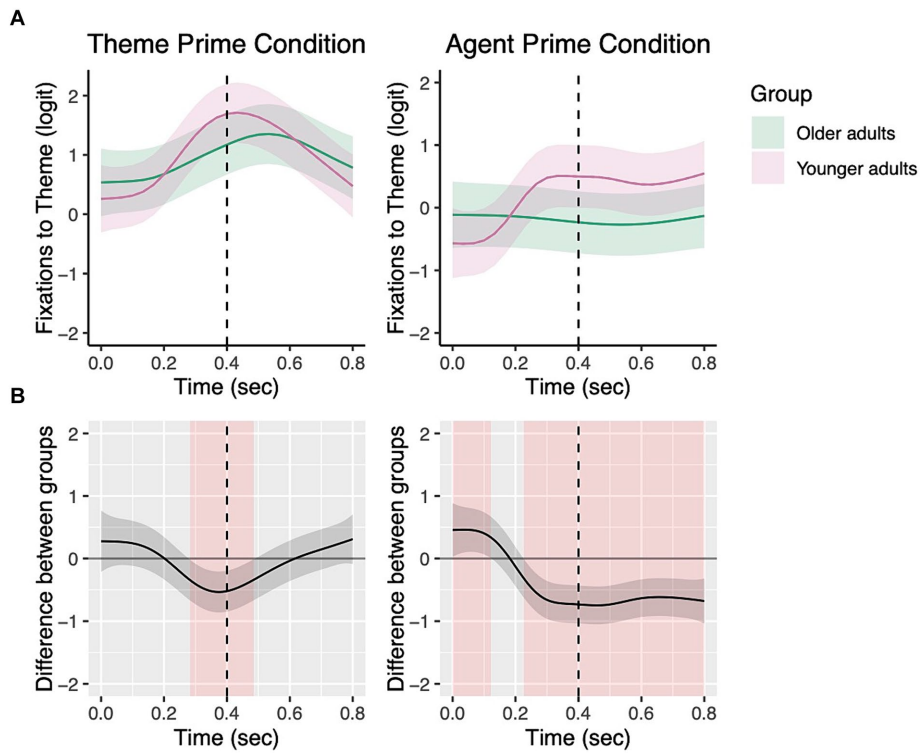 A
Theme Prime Condition
Agent Prime Condition
Fixations to Theme (logit)
2
1
0
−1
−2
0.0 0.2 0.4 0.6 0.8
Time (sec)
Fixations to Theme (logit)
2
1
0
−1
−2
0.0 0.2 0.4 0.6 0.8
Time (sec)
Group
Older adults
Younger adults
B
Difference between groups
2
1
0
−1
−2
0.0 0.2 0.4 0.6 0.8
Time (sec)
Difference between groups
2
1
0
−1
−2
0.0 0.2 0.4 0.6 0.8
Time (sec)